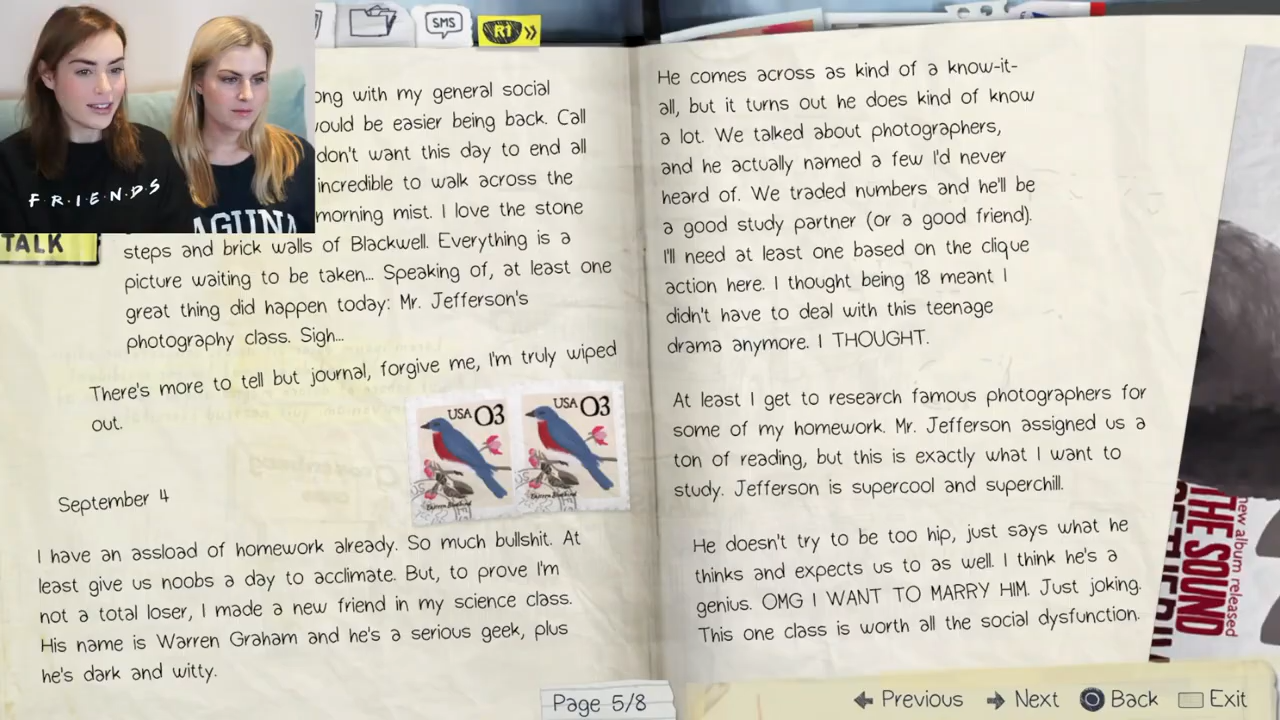 SMS
R1
F·R·I·E·N·D·S
AGUNA
TALK
ong with my general social
ould be easier being back. Call
don't want this day to end all
incredible to walk across the
morning mist. I love the stone
steps and brick walls of Blackwell. Everything is a
picture waiting to be taken... Speaking of, at least one
great thing did happen today: Mr. Jefferson's
photography class. Sigh...
There's more to tell but journal, forgive me, I'm truly wiped
out.
USA 03
USA 03
September 4
I have an assload of homework already. So much bullshit. At
least give us noobs a day to acclimate. But, to prove I'm
not a total loser, I made a new friend in my science class.
His name is Warren Graham and he's a serious geek, plus
he's dark and witty.
He comes across as kind of a know-it-
all, but it turns out he does kind of know
a lot. We talked about photographers,
and he actually named a few I'd never
heard of. We traded numbers and he'll be
a good study partner (or a good friend).
I'll need at least one based on the clique
action here. I thought being 18 meant I
didn't have to deal with this teenage
drama anymore. I THOUGHT.
At least I get to research famous photographers for
some of my homework. Mr. Jefferson assigned us a
ton of reading, but this is exactly what I want to
study. Jefferson is supercool and superchill.
He doesn't try to be too hip, just says what he
thinks and expects us to as well. I think he's a
genius. OMG I WANT TO MARRY HIM. Just joking.
This one class is worth all the social dysfunction.
new album released
THE SOUND
Page 5/8
Previous
Next
Back
Exit